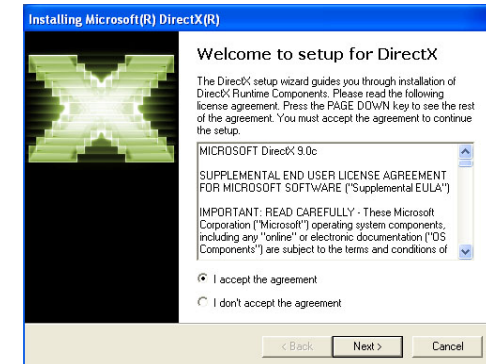 Installing Microsoft(R) DirectX(R)
Welcome to setup for DirectX
The DirectX setup wizard guides you through installation of
DirectX Runtime Components. Please read the following
license agreement. Press the PAGE DOWN key to see the rest
of the agreement. You must accept the agreement to continue
the setup.
MICROSOFT DirectX 9.0c
SUPPLEMENTAL END USER LICENSE AGREEMENT
FOR MICROSOFT SOFTWARE ("Supplemental EULA")
IMPORTANT: READ CAREFULLY - These Microsoft
Corporation ("Microsoft") operating system components,
including any "online" or electronic documentation ("OS
Components") are subject to the terms and conditions of
I accept the agreement
I don't accept the agreement
< Back Next > Cancel